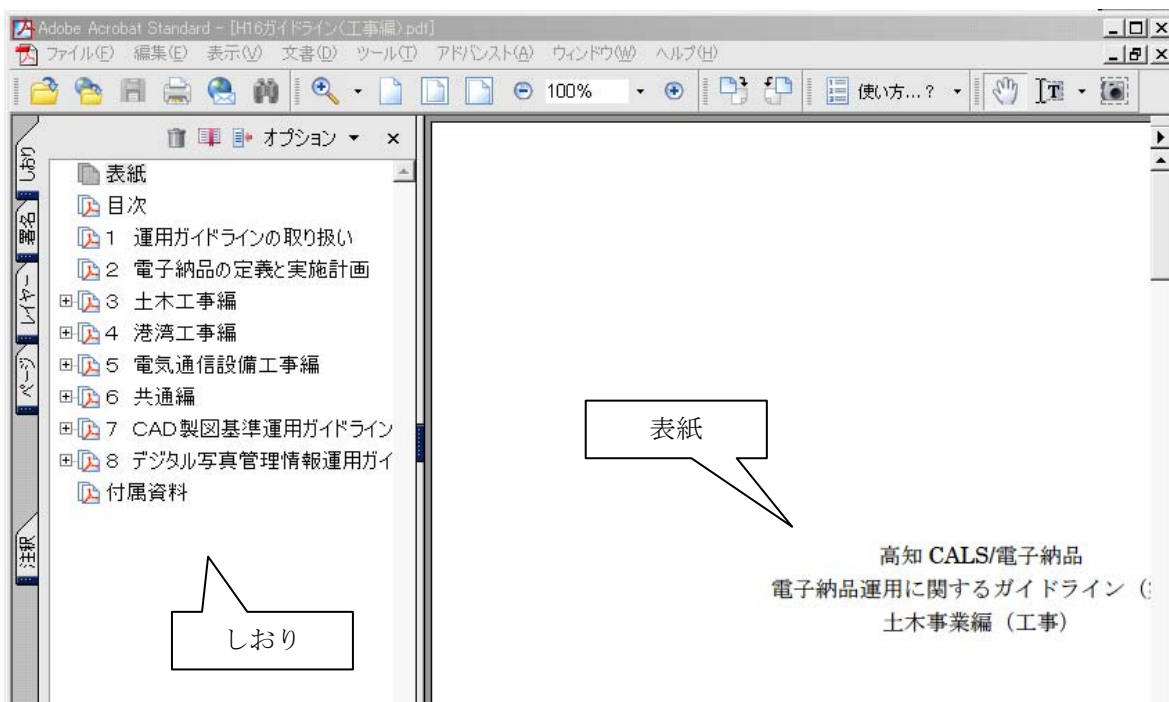 Adobe Acrobat Standard - [H16ガイドライン(工事編).pdf]
ファイル(F) 編集(E) 表示(V) 文書(D) ツール(T) アドバンスト(A) ウィンドウ(W) ヘルプ(H)
100% 使い方...?
オプション
しおり
署名
レイヤー
ページ
注釈
表紙
目次
1 運用ガイドラインの取り扱い
2 電子納品の定義と実施計画
3 土木工事編
4 港湾工事編
5 電気通信設備工事編
6 共通編
7 CAD製図基準運用ガイドライン
8 デジタル写真管理情報運用ガイ
付属資料
しおり
表紙
高知 CALS/電子納品
電子納品運用に関するガイドライン（
土木事業編（工事）